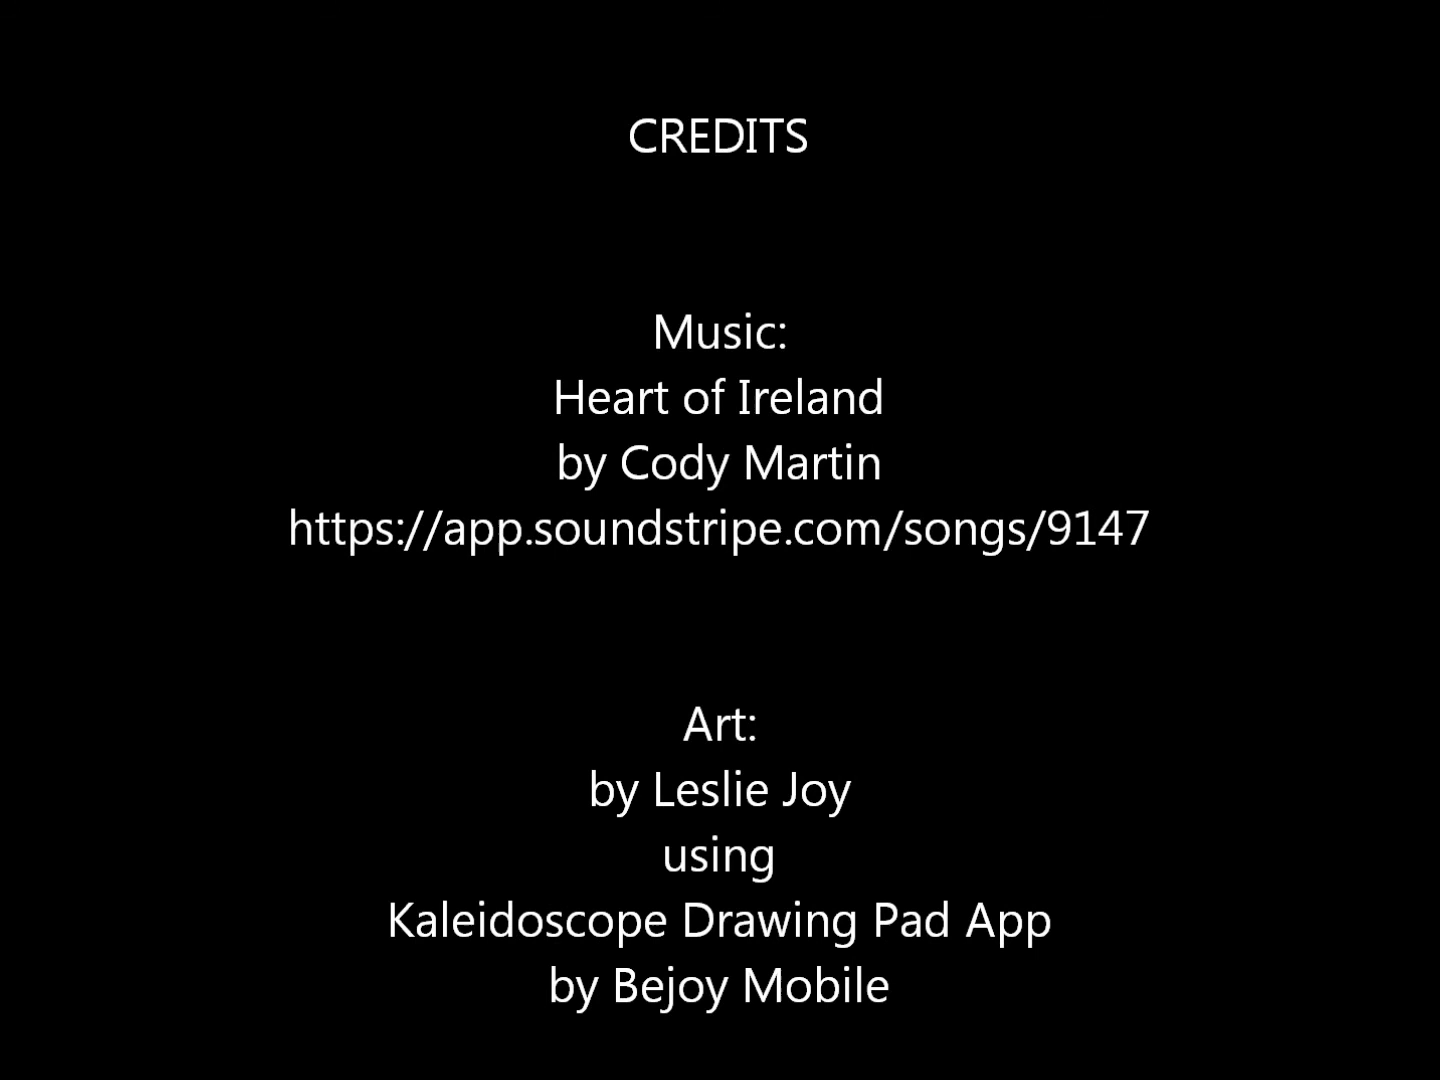 CREDITS
Music:
Heart of Ireland
by Cody Martin
https://app.soundstripe.com/songs/9147
Art:
by Leslie Joy
using
Kaleidoscope Drawing Pad App
by Bejoy Mobile